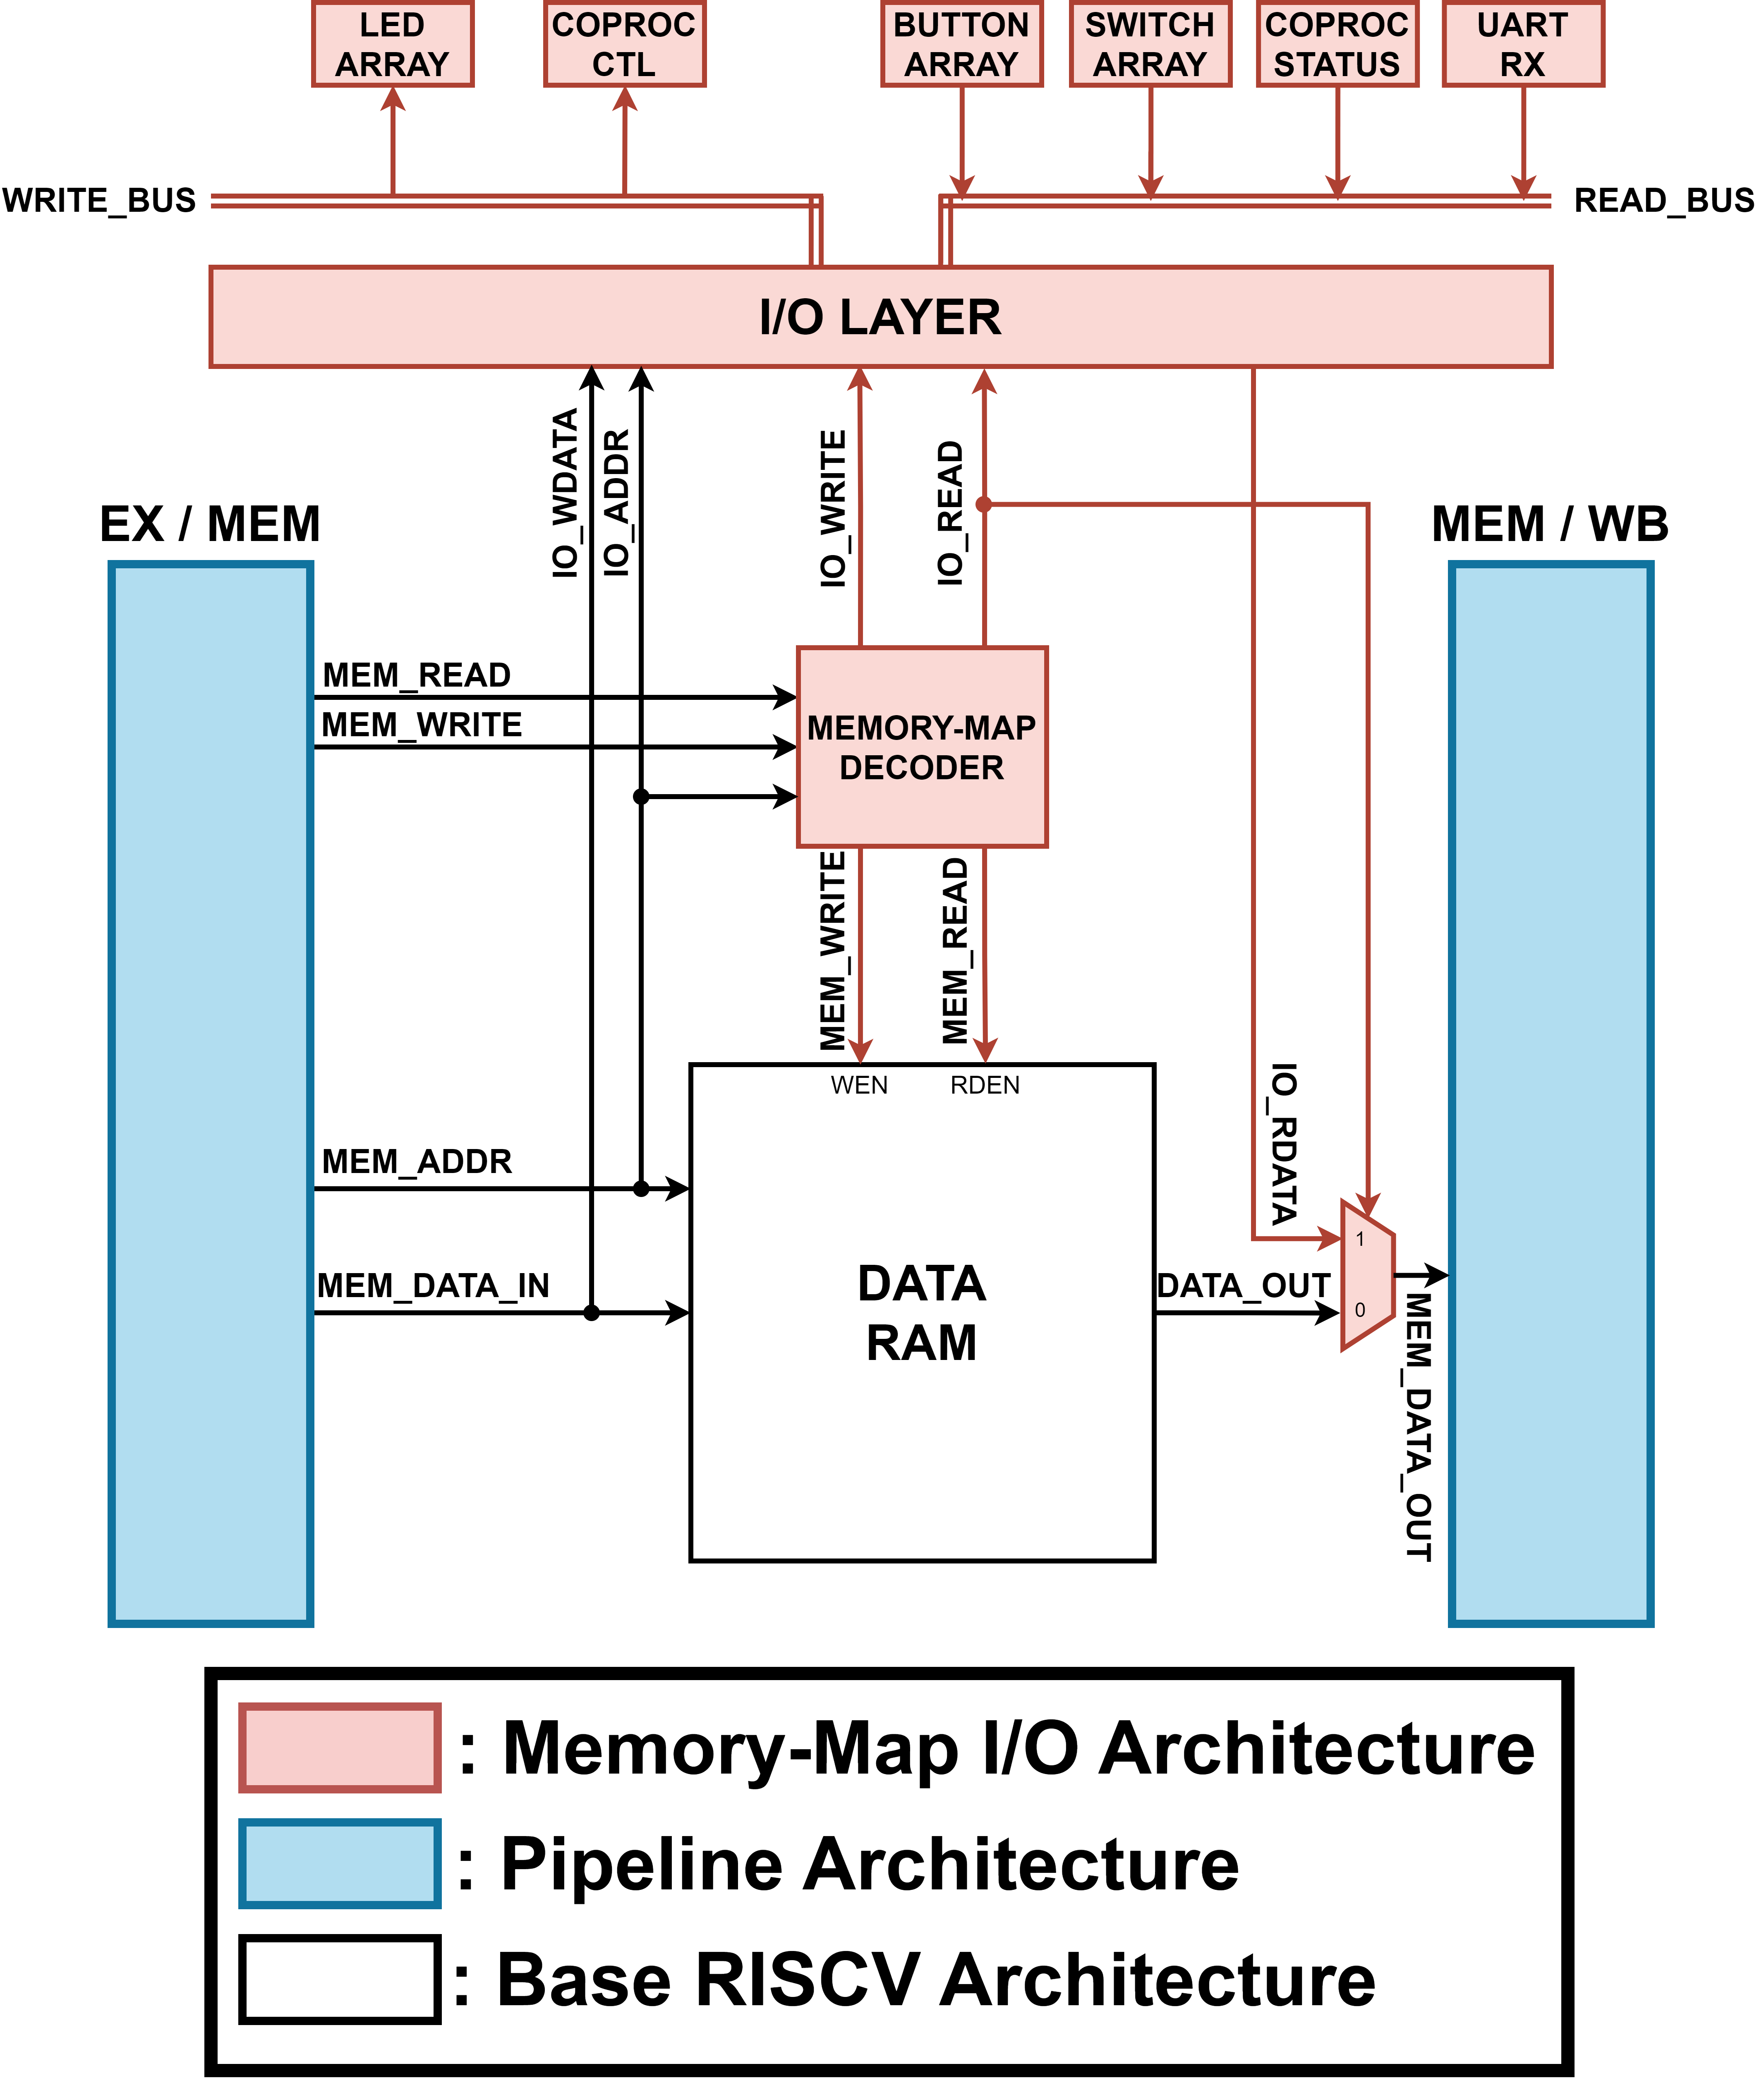 LED
ARRAY
COPROC
CTL
BUTTON
ARRAY
SWITCH
ARRAY
COPROC
STATUS
UART
RX
WRITE_BUS
READ_BUS
I/O LAYER
IO_WDATA
IO_ADDR
IO_WRITE
IO_READ
EX / MEM
MEM / WB
MEM_READ
MEM_WRITE
MEMORY-MAP
DECODER
MEM_WRITE
MEM_READ
WEN
RDEN
IO_RDATA
MEM_ADDR
MEM_DATA_IN
DATA
RAM
DATA_OUT
1
0
MEM_DATA_OUT
: Memory-Map I/O Architecture
: Pipeline Architecture
: Base RISCV Architecture